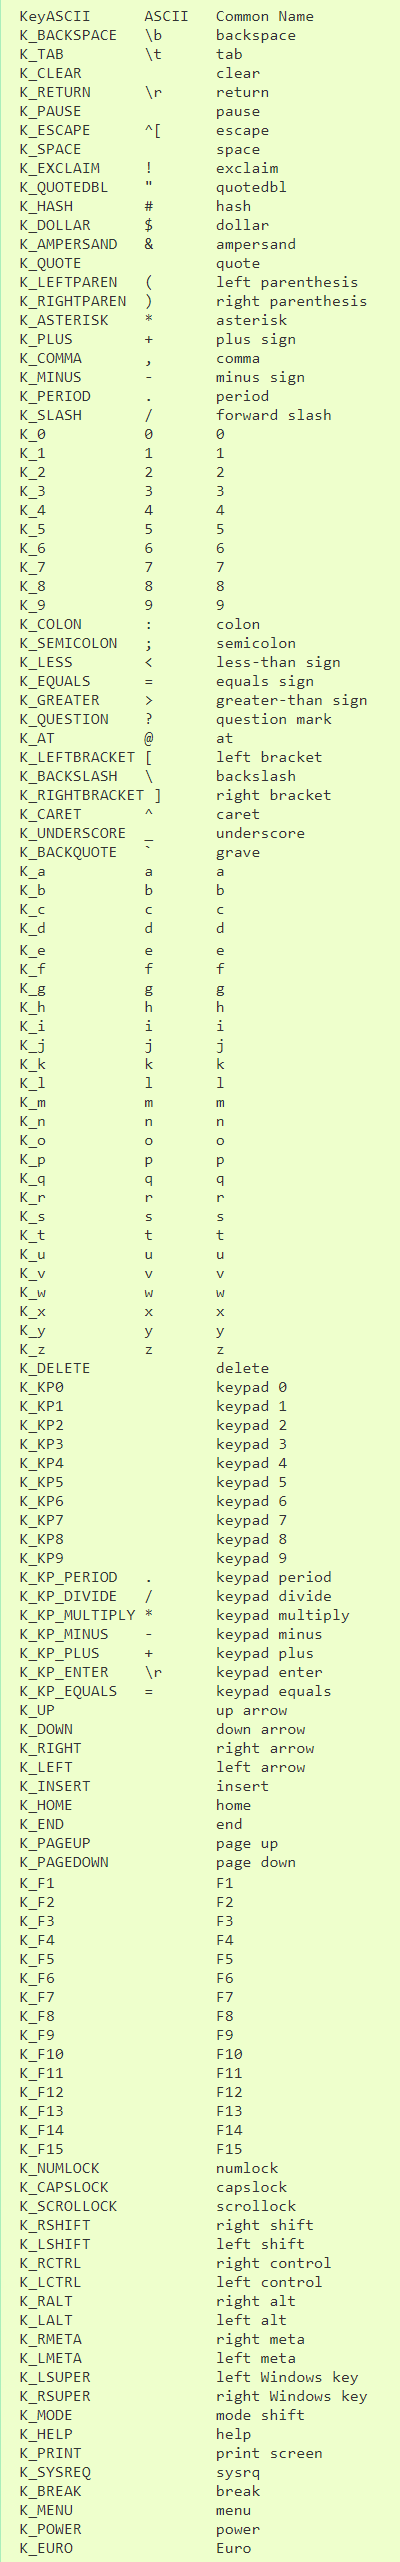 KeyASCII ASCII Common Name
K_BACKSPACE \b backspace
K_TAB \t tab
K_CLEAR clear
K_RETURN \r return
K_PAUSE pause
K_ESCAPE ^[ escape
K_SPACE space
K_EXCLAIM ! exclaim
K_QUOTEDBL " quotedbl
K_HASH # hash
K_DOLLAR $ dollar
K_AMPERSAND & ampersand
K_QUOTE quote
K_LEFTPAREN ( left parenthesis
K_RIGHTPAREN ) right parenthesis
K_ASTERISK * asterisk
K_PLUS + plus sign
K_COMMA , comma
K_MINUS - minus sign
K_PERIOD . period
K_SLASH / forward slash
K_0 0 0
K_1 1 1
K_2 2 2
K_3 3 3
K_4 4 4
K_5 5 5
K_6 6 6
K_7 7 7
K_8 8 8
K_9 9 9
K_COLON : colon
K_SEMICOLON ; semicolon
K_LESS < less-than sign
K_EQUALS = equals sign
K_GREATER > greater-than sign
K_QUESTION ? question mark
K_AT @ at
K_LEFTBRACKET [ left bracket
K_BACKSLASH \ backslash
K_RIGHTBRACKET ] right bracket
K_CARET ^ caret
K_UNDERSCORE _ underscore
K_BACKQUOTE ` grave
K_a a a
K_b b b
K_c c c
K_d d d
K_e e e
K_f f f
K_g g g
K_h h h
K_i i i
K_j j j
K_k k k
K_l l l
K_m m m
K_n n n
K_o o o
K_p p p
K_q q q
K_r r r
K_s s s
K_t t t
K_u u u
K_v v v
K_w w w
K_x x x
K_y y y
K_z z z
K_DELETE delete
K_KP0 keypad 0
K_KP1 keypad 1
K_KP2 keypad 2
K_KP3 keypad 3
K_KP4 keypad 4
K_KP5 keypad 5
K_KP6 keypad 6
K_KP7 keypad 7
K_KP8 keypad 8
K_KP9 keypad 9
K_KP_PERIOD . keypad period
K_KP_DIVIDE / keypad divide
K_KP_MULTIPLY * keypad multiply
K_KP_MINUS - keypad minus
K_KP_PLUS + keypad plus
K_KP_ENTER \r keypad enter
K_KP_EQUALS = keypad equals
K_UP up arrow
K_DOWN down arrow
K_RIGHT right arrow
K_LEFT left arrow
K_INSERT insert
K_HOME home
K_END end
K_PAGEUP page up
K_PAGEDOWN page down
K_F1 F1
K_F2 F2
K_F3 F3
K_F4 F4
K_F5 F5
K_F6 F6
K_F7 F7
K_F8 F8
K_F9 F9
K_F10 F10
K_F11 F11
K_F12 F12
K_F13 F13
K_F14 F14
K_F15 F15
K_NUMLOCK numlock
K_CAPSLOCK capslock
K_SCROLLOCK scrollock
K_RSHIFT right shift
K_LSHIFT left shift
K_RCTRL right control
K_LCTRL left control
K_RALT right alt
K_LALT left alt
K_RMETA right meta
K_LMETA left meta
K_LSUPER left Windows key
K_RSUPER right Windows key
K_MODE mode shift
K_HELP help
K_PRINT print screen
K_SYSREQ sysrq
K_BREAK break
K_MENU menu
K_POWER power
K_EURO Euro